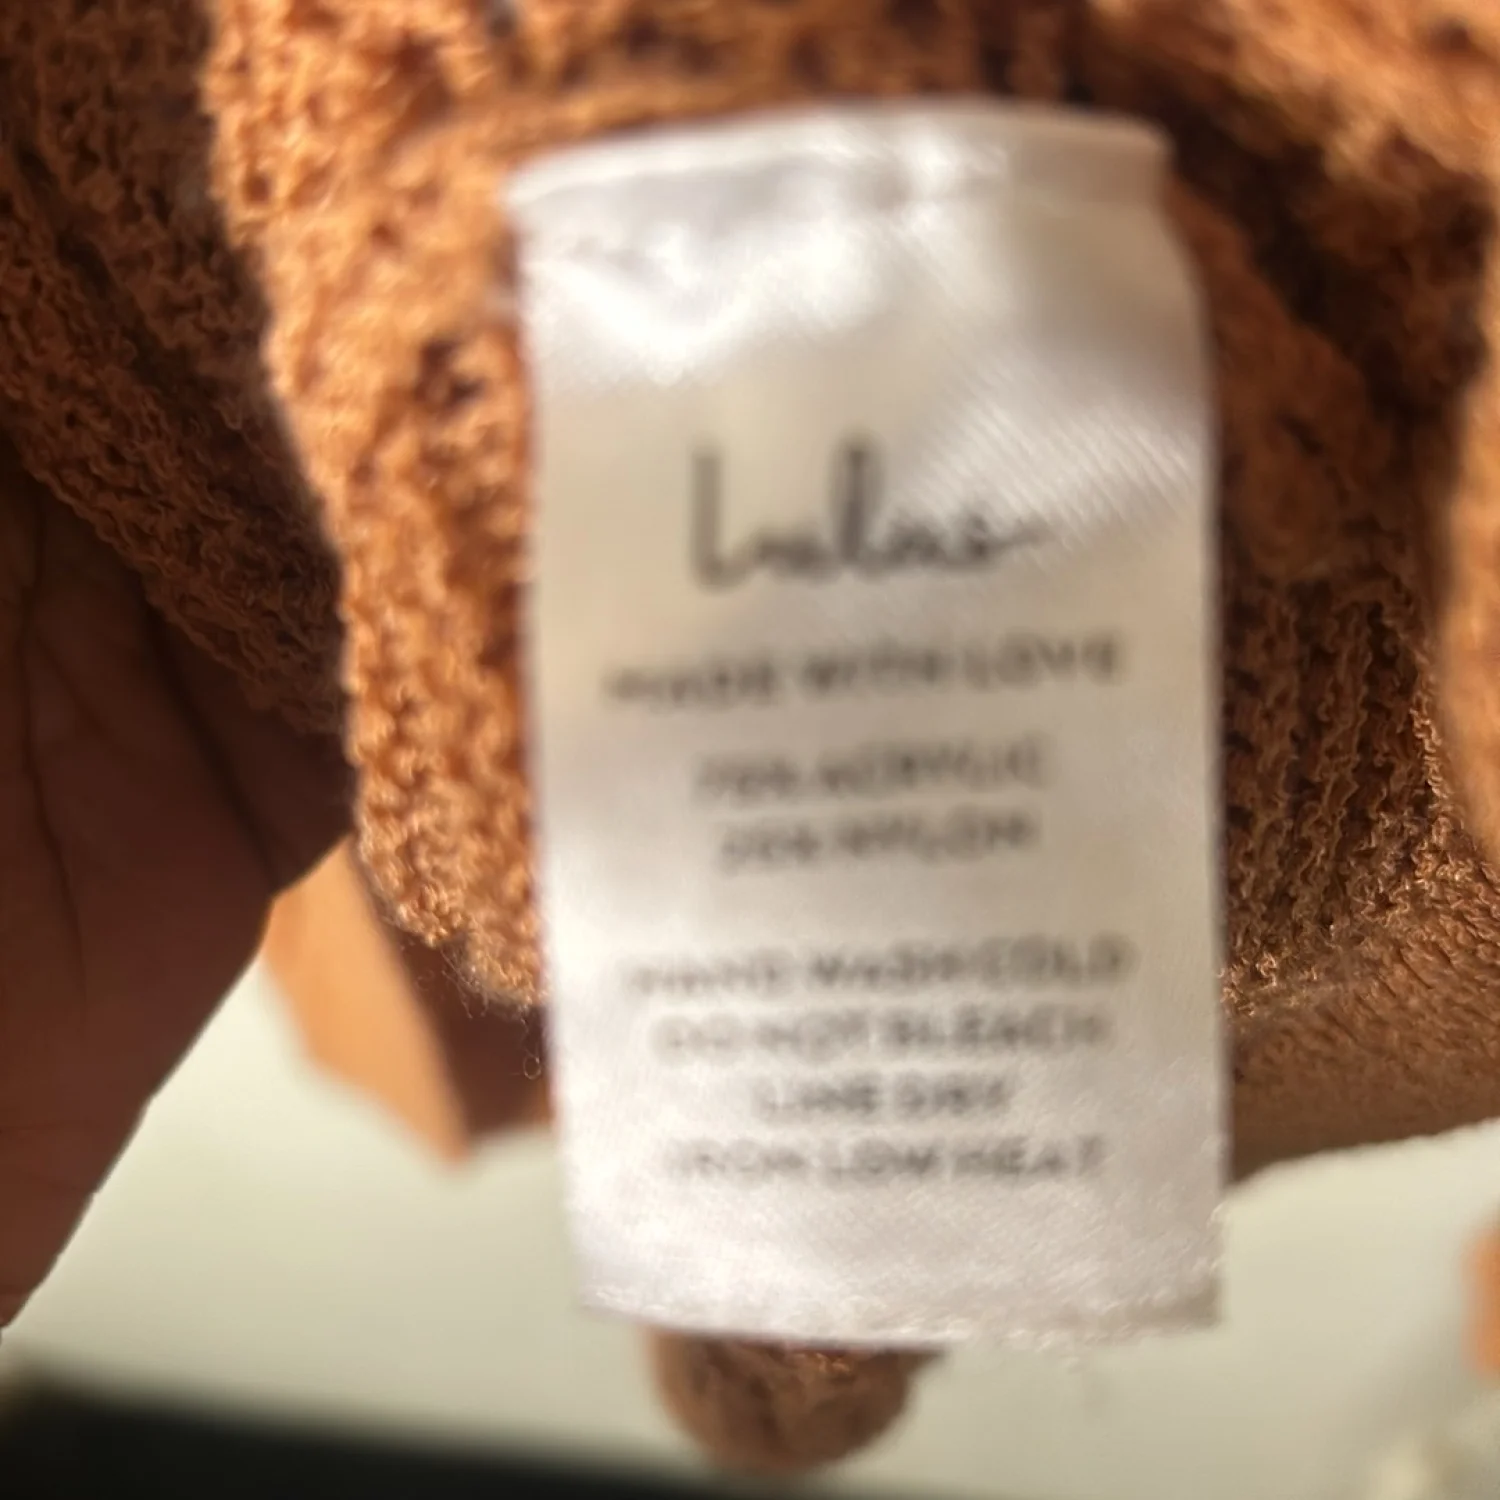 Lulus
MADE WITH LOVE
ACRYLIC
NYLON
HAND WASH COLD
DO NOT BLEACH
LINE DRY
IRON LOW HEAT